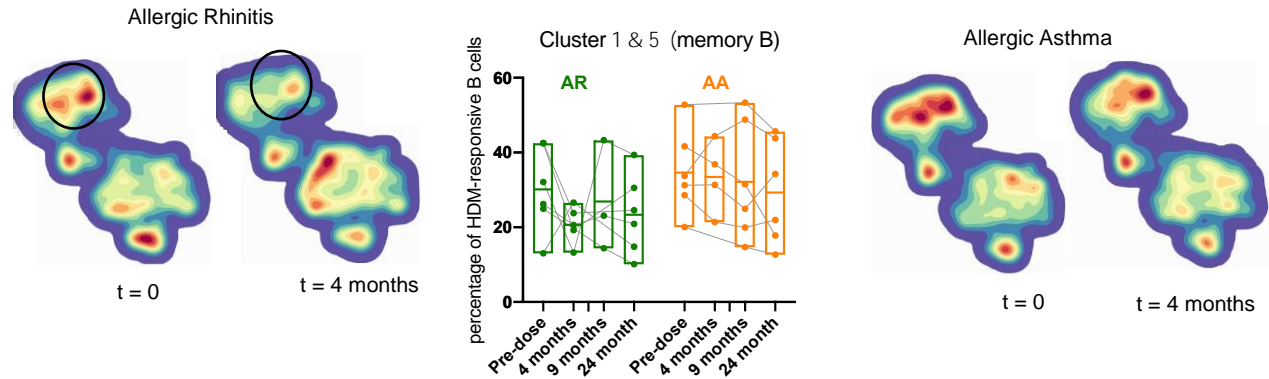 Allergic Rhinitis
t = 0
t = 4 months
Cluster 1 & 5 (memory B)
percentage of HDM-responsive B cells
60
40
20
0
AR
AA
Pre-dose
4 months
9 months
24 month
Pre-dose
4 months
9 months
24 month
Allergic Asthma
t = 0
t = 4 months